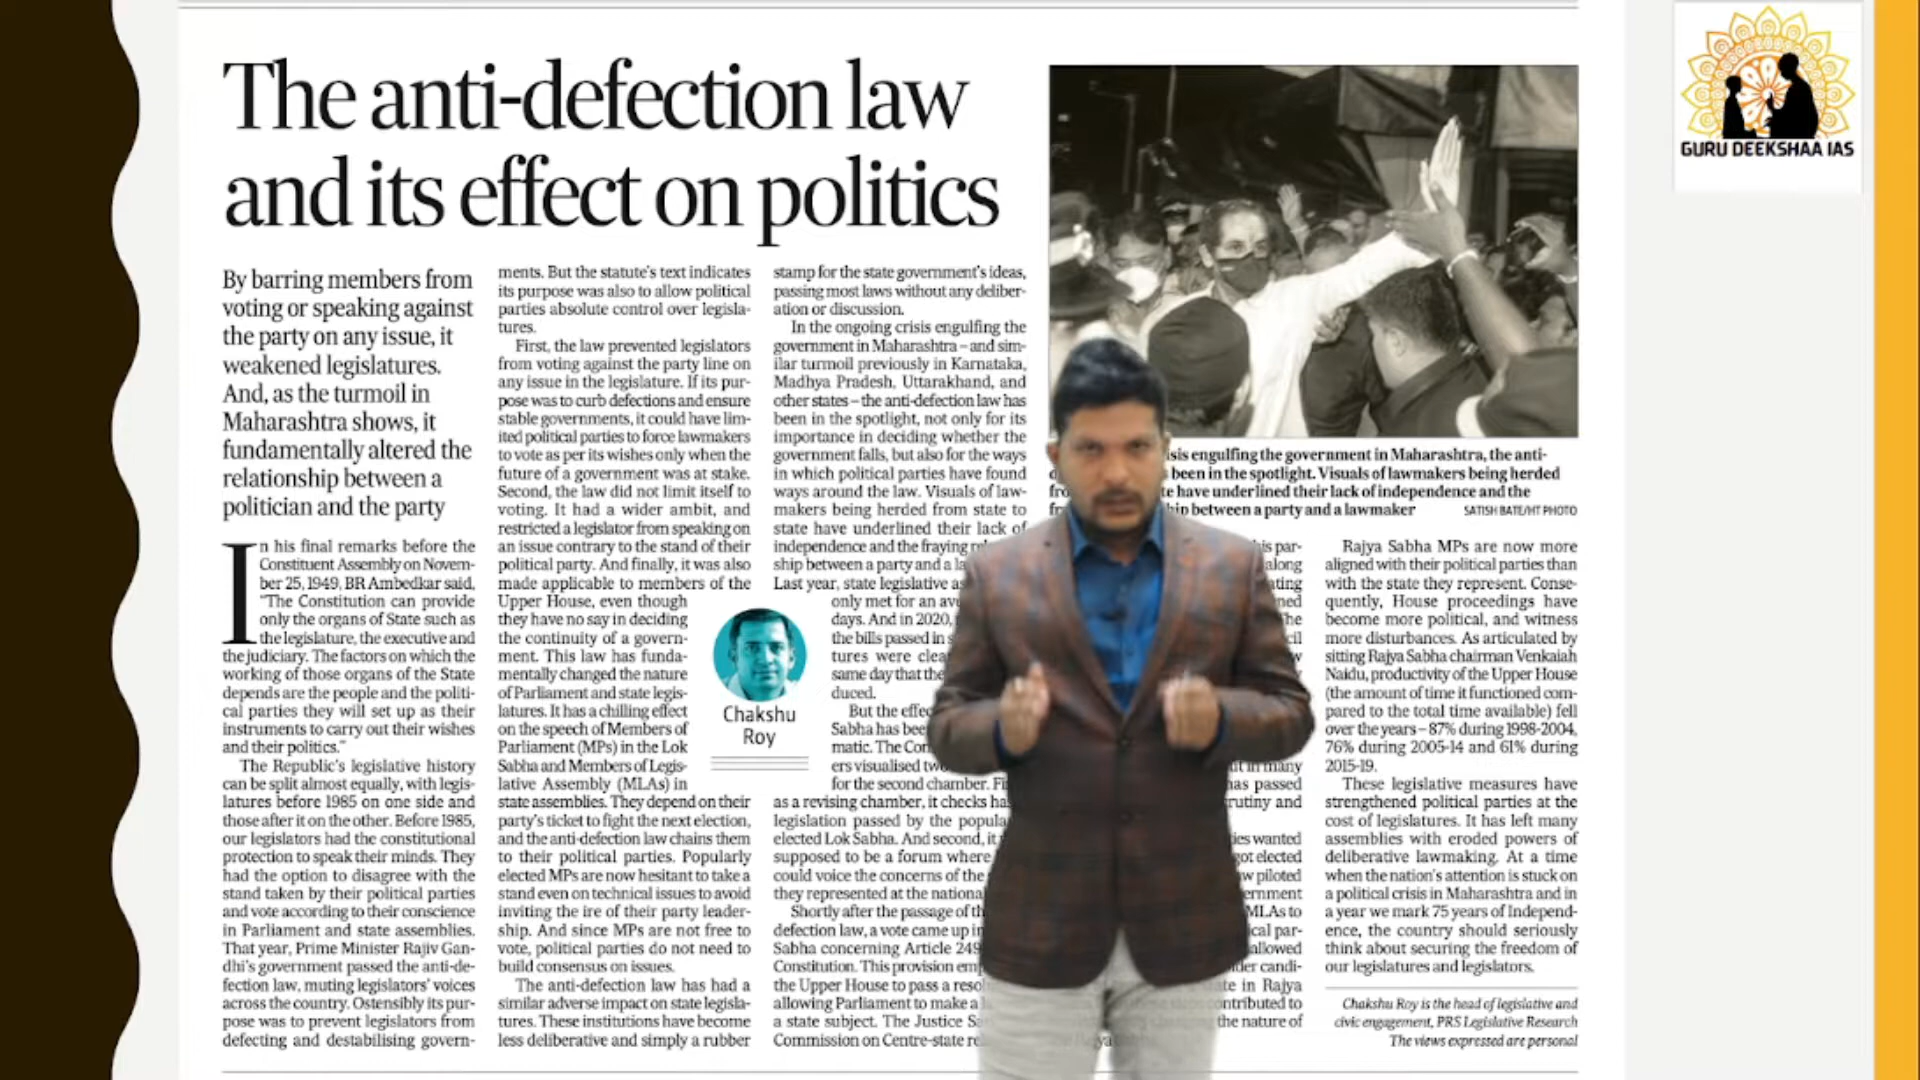 The anti-defection law
and its effect on politics
GURU DEEKSHAA IAS
By barring members from
voting or speaking against
the party on any issue, it
weakened legislatures.
And, as the turmoil in
Maharashtra shows, it
fundamentally altered the
relationship between a
politician and the party
In his final remarks before the
Constituent Assembly on Novem-
ber 25, 1949, BR Ambedkar said,
"The Constitution can provide
only the organs of State such as
the legislature, the executive and
the judiciary. The factors on which the
working of those organs of the State
depends are the people and the politi-
cal parties they will set up as their
instruments to carry out their wishes
and their politics."
The Republic's legislative history
can be split almost equally, with legis-
latures before 1985 on one side and
those after it on the other. Before 1985,
our legislators had the constitutional
protection to speak their minds. They
had the option to disagree with the
stand taken by their political parties
and vote according to their conscience
in Parliament and state assemblies.
That year, Prime Minister Rajiv Gan-
dhi's government passed the anti-de-
fection law, muting legislators' voices
across the country. Ostensibly its pur-
pose was to prevent legislators from
defecting and destabilising govern-
ments. But the statute's text indicates
its purpose was also to allow political
parties absolute control over legisla-
tures.
First, the law prevented legislators
from voting against the party line on
any issue in the legislature. If its pur-
pose was to curb defections and ensure
stable governments, it could have lim-
ited political parties to force lawmakers
to vote as per its wishes only when the
future of a government was at stake.
Second, the law did not limit itself to
voting. It had a wider ambit, and
restricted a legislator from speaking on
an issue contrary to the stand of their
political party. And finally, it was also
made applicable to members of the
Upper House, even though
they have no say in deciding
the continuity of a govern-
ment. This law has funda-
mentally changed the nature
of Parliament and state legis-
latures. It has a chilling effect
on the speech of Members of
Parliament (MPs) in the Lok
Sabha and Members of Legis-
lative Assembly (MLAs) in
state assemblies. They depend on their
party's ticket to fight the next election,
and the anti-defection law chains them
to their political parties. Popularly
elected MPs are now hesitant to take a
stand even on technical issues to avoid
inviting the ire of their party leader-
ship. And since MPs are not free to
vote, political parties do not need to
build consensus on issues.
The anti-defection law has had a
similar adverse impact on state legisla-
tures. These institutions have become
less deliberative and simply a rubber
Chakshu
Roy
stamp for the state government's ideas,
passing most laws without any deliber-
ation or discussion.
In the ongoing crisis engulfing the
government in Maharashtra – and sim-
ilar turmoil previously in Karnataka,
Madhya Pradesh, Uttarakhand, and
other states – the anti-defection law has
been in the spotlight, not only for its
importance in deciding whether the
government falls, but also for the ways
in which political parties have found
ways around the law. Visuals of law-
makers being herded from state to
state have underlined their lack of
independence and the fraying
ship between a party and a
Last year, state legislative
only met for an
days. And in 2020,
the bills passed in
tures were
same day that the
duced.
But the
Sabha has been
matic. The
ers visualised
for the second chamber.
as a revising chamber, it checks
legislation passed by the
elected Lok Sabha. And second, it
supposed to be a forum where
could voice the concerns of the
they represented at the national
Shortly after the passage of
defection law, a vote came up in
Sabha concerning Article 249
Constitution. This provision
the Upper House to pass a
allowing Parliament to make a
a state subject. The Justice
Commission on Centre-state
engulfing the government in Maharashtra, the anti-
been in the spotlight. Visuals of lawmakers being herded
have underlined their lack of independence and the
between a party and a lawmaker
SATISH BATE/HT PHOTO
along
passed
and
wanted
got elected
piloted
MLAs to
allowed
candi-
in Rajya
contributed to
the nature of
Rajya Sabha MPs are now more
aligned with their political parties than
with the state they represent. Conse-
quently, House proceedings have
become more political, and witness
more disturbances. As articulated by
sitting Rajya Sabha chairman Venkaiah
Naidu, productivity of the Upper House
(the amount of time it functioned com-
pared to the total time available) fell
over the years – 87% during 1998-2004,
76% during 2005-14 and 61% during
2015-19.
These legislative measures have
strengthened political parties at the
cost of legislatures. It has left many
assemblies with eroded powers of
deliberative lawmaking. At a time
when the nation's attention is stuck on
a political crisis in Maharashtra and in
a year we mark 75 years of Independ-
ence, the country should seriously
think about securing the freedom of
our legislatures and legislators.
Chakshu Roy is the head of legislative and
civic engagement, PRS Legislative Research
The views expressed are personal